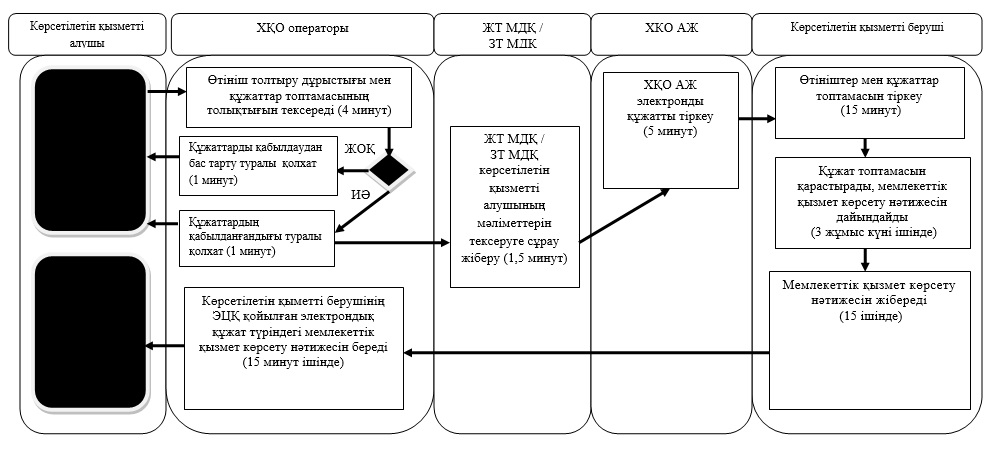 Көрсетілетін қызметті
алушы
ХҚО операторы
ЖТ МДҚ /
ЗТ МДҚ
ХКО АЖ
Көрсетілетін қызметті беруші
Өтініш толтыру дұрыстығы мен
құжаттар топтамасының
толықтығын тексереді (4 минут)
ЖОҚ
Құжаттарды қабылдаудан
бас тарту туралы қолхат
(1 минут)
ИӘ
Құжаттардың
қабылданғандығы туралы
қолхат (1 минут)
ЖТ МДҚ /
ЗТ МДҚ
көрсетілетін
қызметті
алушының
мәліметтерін
тексеруге сұрау
жіберу (1,5 минут)
ХҚО АЖ
электронды
құжатты тіркеу
(5 минут)
Өтініштер мен құжаттар
топтамасын тіркеу
(15 минут)
Құжат топтамасын
қарастырады, мемлекеттік
қызмет көрсету нәтижесін
дайындайды
(3 жұмыс күні ішінде)
Мемлекеттік қызмет көрсету
нәтижесін жібереді
(15 ішінде)
Көрсетілетін қыметті берушінің
ЭЦҚ қойылған электрондық
құжат түріндегі мемлекеттік
қызмет көрсету нәтижесін береді
(15 минут ішінде)